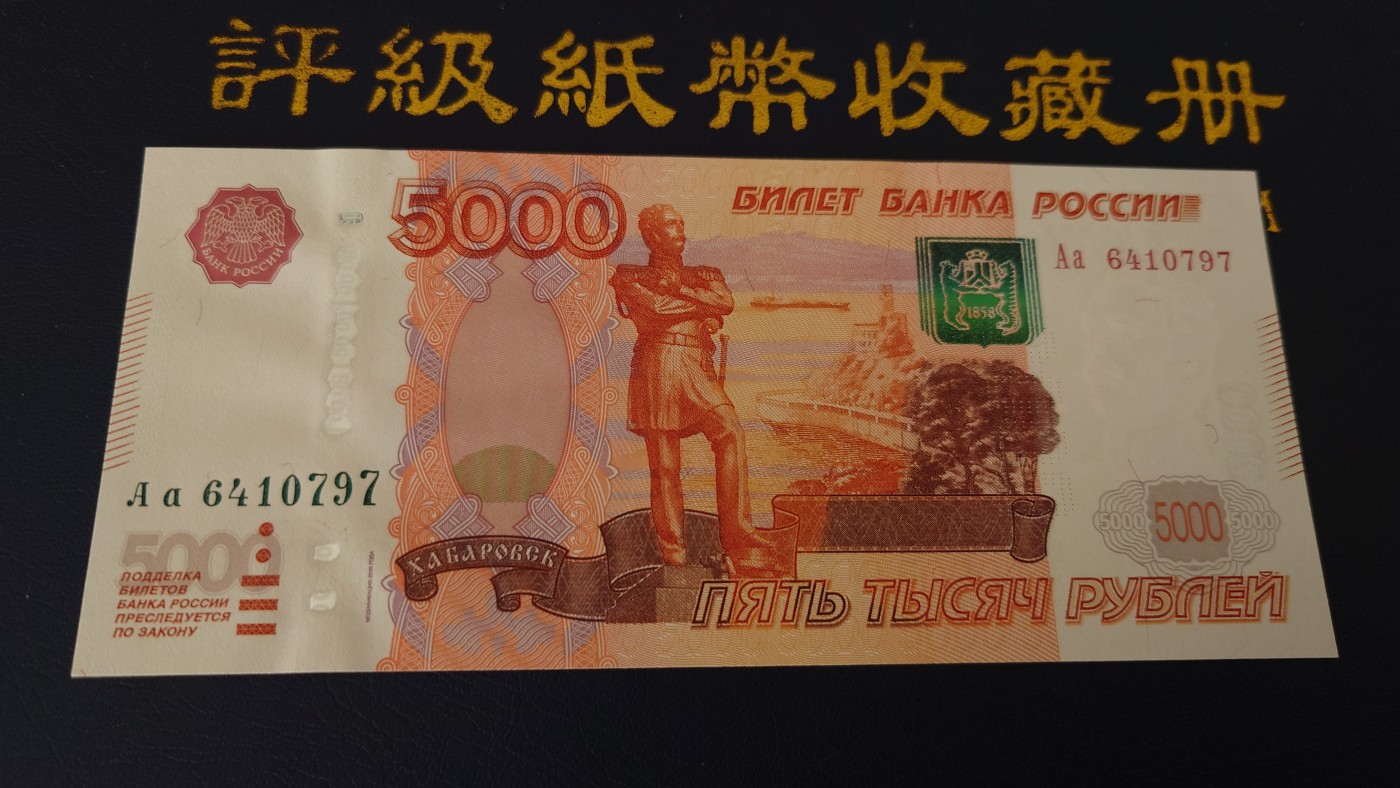 評級紙幣收藏册
БАНК РОССИИ
5000
БИЛЕТ БАНКА РОССИИ
Аа 6410797
1858
Аа 6410797
5000
ХАБАРОВСК
5000 5000 5000
ПОДДЕЛКА
БИЛЕТОВ
БАНКА РОССИИ
ПРЕСЛЕДУЕТСЯ
ПО ЗАКОНУ
ПЯТЬ ТЫСЯЧ РУБЛЕЙ